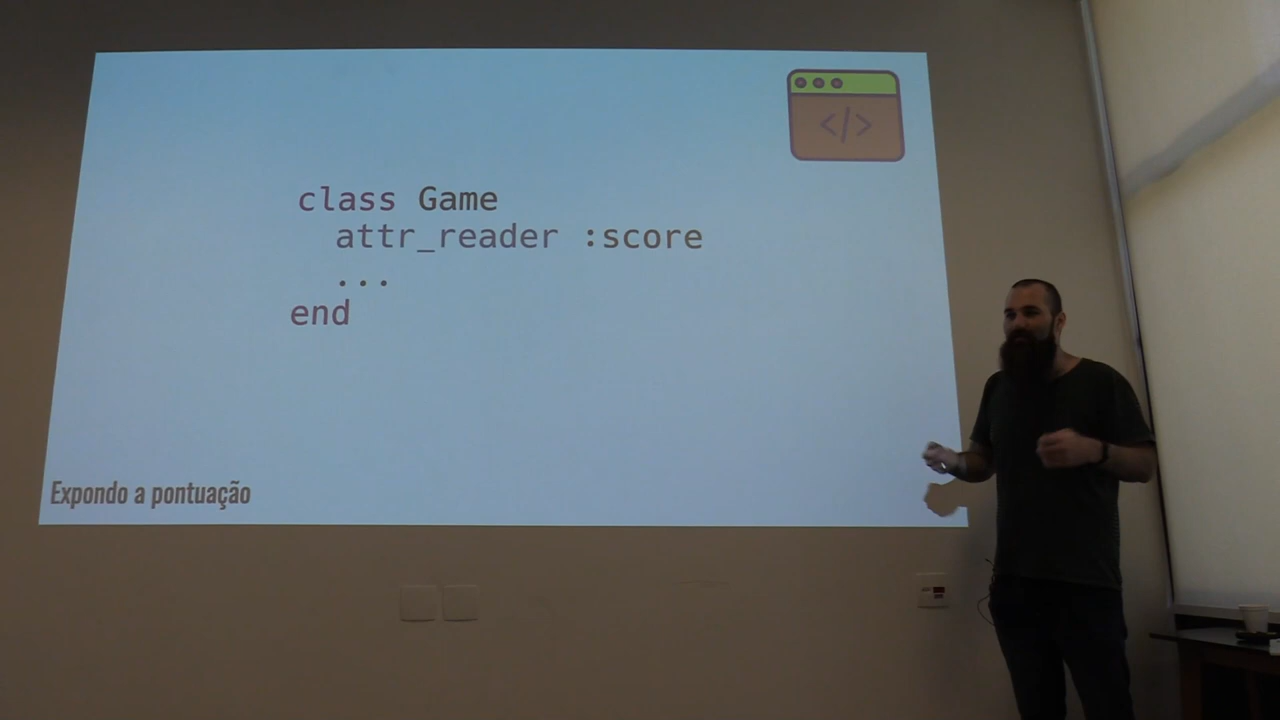 </>
class Game
  attr_reader :score
  ...
end
Expondo a pontuação